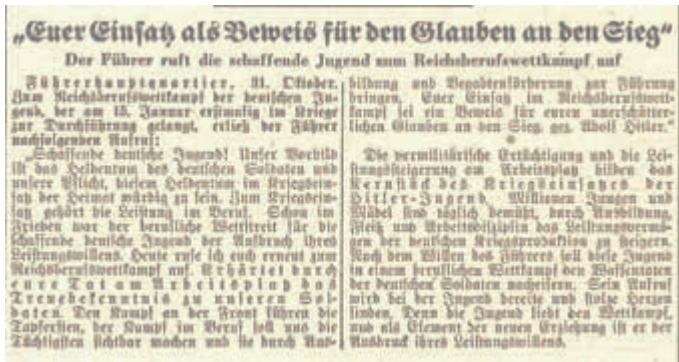 „Euer Einsatz als Beweis für den Glauben an den Sieg“
Der Führer ruft die schaffende Jugend zum Reichsberufswettkampf auf
Führerhauptquartier, 31. Oktober.
Zum Reichsberufswettkampf der deutschen Ju-
gend, der am 15. Januar erstmalig im Kriege
zur Durchführung gelangt, erließ der Führer
nachfolgenden Aufruf:
„Schaffende deutsche Jugend! Unser Vorbild
ist das Heldentum des deutschen Soldaten und
unsere Pflicht, diesem Heldentum im Kriegsein-
satz der Heimat würdig zu sein. Zum Kriegsein-
satz gehört die Leistung im Beruf. Schon im
Frieden war der berufliche Wettstreit für die
schaffende deutsche Jugend der Ausbruch ihres
Leistungswillens. Heute rufe ich euch erneut zum
Reichsberufswettkampf auf. Erhärtet durch
eure Tat am Arbeitsplatz das
Treuebekenntnis zu unseren Sol-
daten. Den Kampf an der Front führen die
Tapfersten, der Kampf im Beruf soll uns die
Tüchtigsten sichtbar machen und sie durch Aus-
bildung und Begabtenförderung zur Führung
bringen. Euer Einsatz im Reichsberufswett-
kampf sei ein Beweis für euren unerschütter-
lichen Glauben an den Sieg. gez. Adolf Hitler.“
*
Die vormilitärische Ertüchtigung und die Lei-
stungssteigerung am Arbeitsplatz bilden das
Kernstück des Kriegseinsatzes der
Hitler-Jugend. Millionen Jungen und
Mädel sind täglich bemüht, durch Ausbildung,
Fleiß und Arbeitsdisziplin das Leistungsvermö-
gen der deutschen Kriegsproduktion zu steigern.
Nach dem Willen des Führers soll diese Jugend
in einem beruflichen Wettkampf den Waffentaten
der deutschen Soldaten nacheifern. Sein Aufruf
wird bei der Jugend bereite und stolze Herzen
finden. Denn die Jugend liebt den Wettkampf,
und als Element der neuen Erziehung ist er der
Ausdruck ihres Leistungswillens.